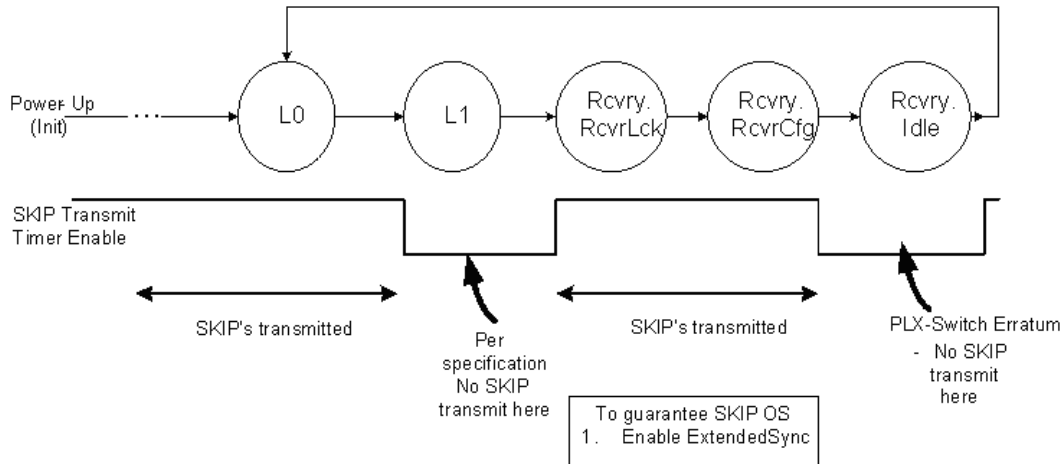 Power-Up
(Init)
...
L0
L1
Rcvry.
RcvrLck
Rcvry.
RcvrCfg
Rcvry.
Idle
SKIP Transmit
Timer Enable
SKIP's transmitted
Per
specification
No SKIP
transmit here
SKIP's transmitted
PLX-Switch Erratum
- No SKIP
transmit
here
To guarantee SKIP OS
1. Enable ExtendedSync